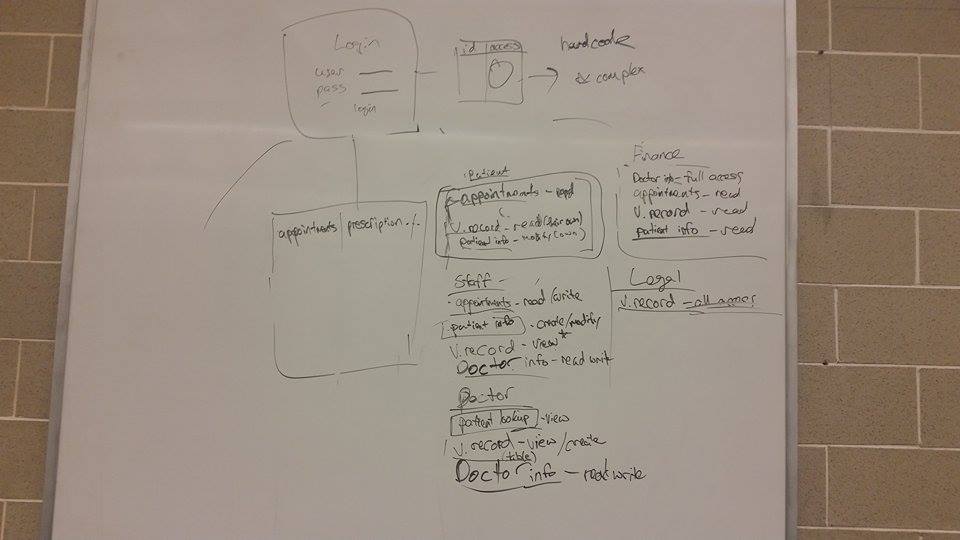 Login
user
pass
login
id access
hardcode
& complex
appointments prescription
Patient
appointments - read
V.record - read (their own)
patient info - modify (own)
Staff
appointments - read/write
patient info - create/modify
V.record - view *
Doctor info - read write
Doctor
patient lookup - view
V.record - view / create
(table)
Doctor info - read write
Finance
Doctor info - full access
appointments - read
V.record - read
patient info - read
Legal
V.record - all access